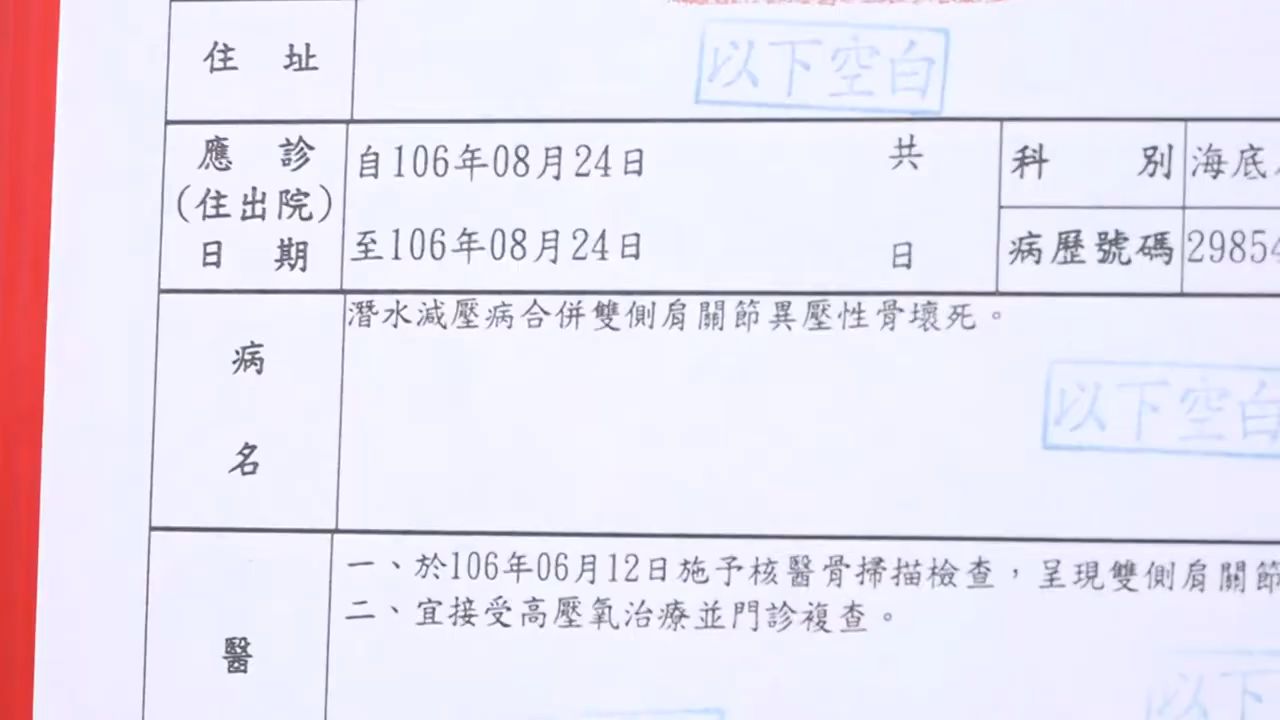 住 址
以下空白
應 診
(住出院)
日 期
自106年08月24日
至106年08月24日
共
日
科 別
海底
病歷號碼
29854
病
名
潛水減壓病合併雙側肩關節異壓性骨壞死。
以下空白
醫
一、於106年06月12日施予核醫骨掃描檢查，呈現雙側肩關節
二、宜接受高壓氧治療並門診複查。
以下